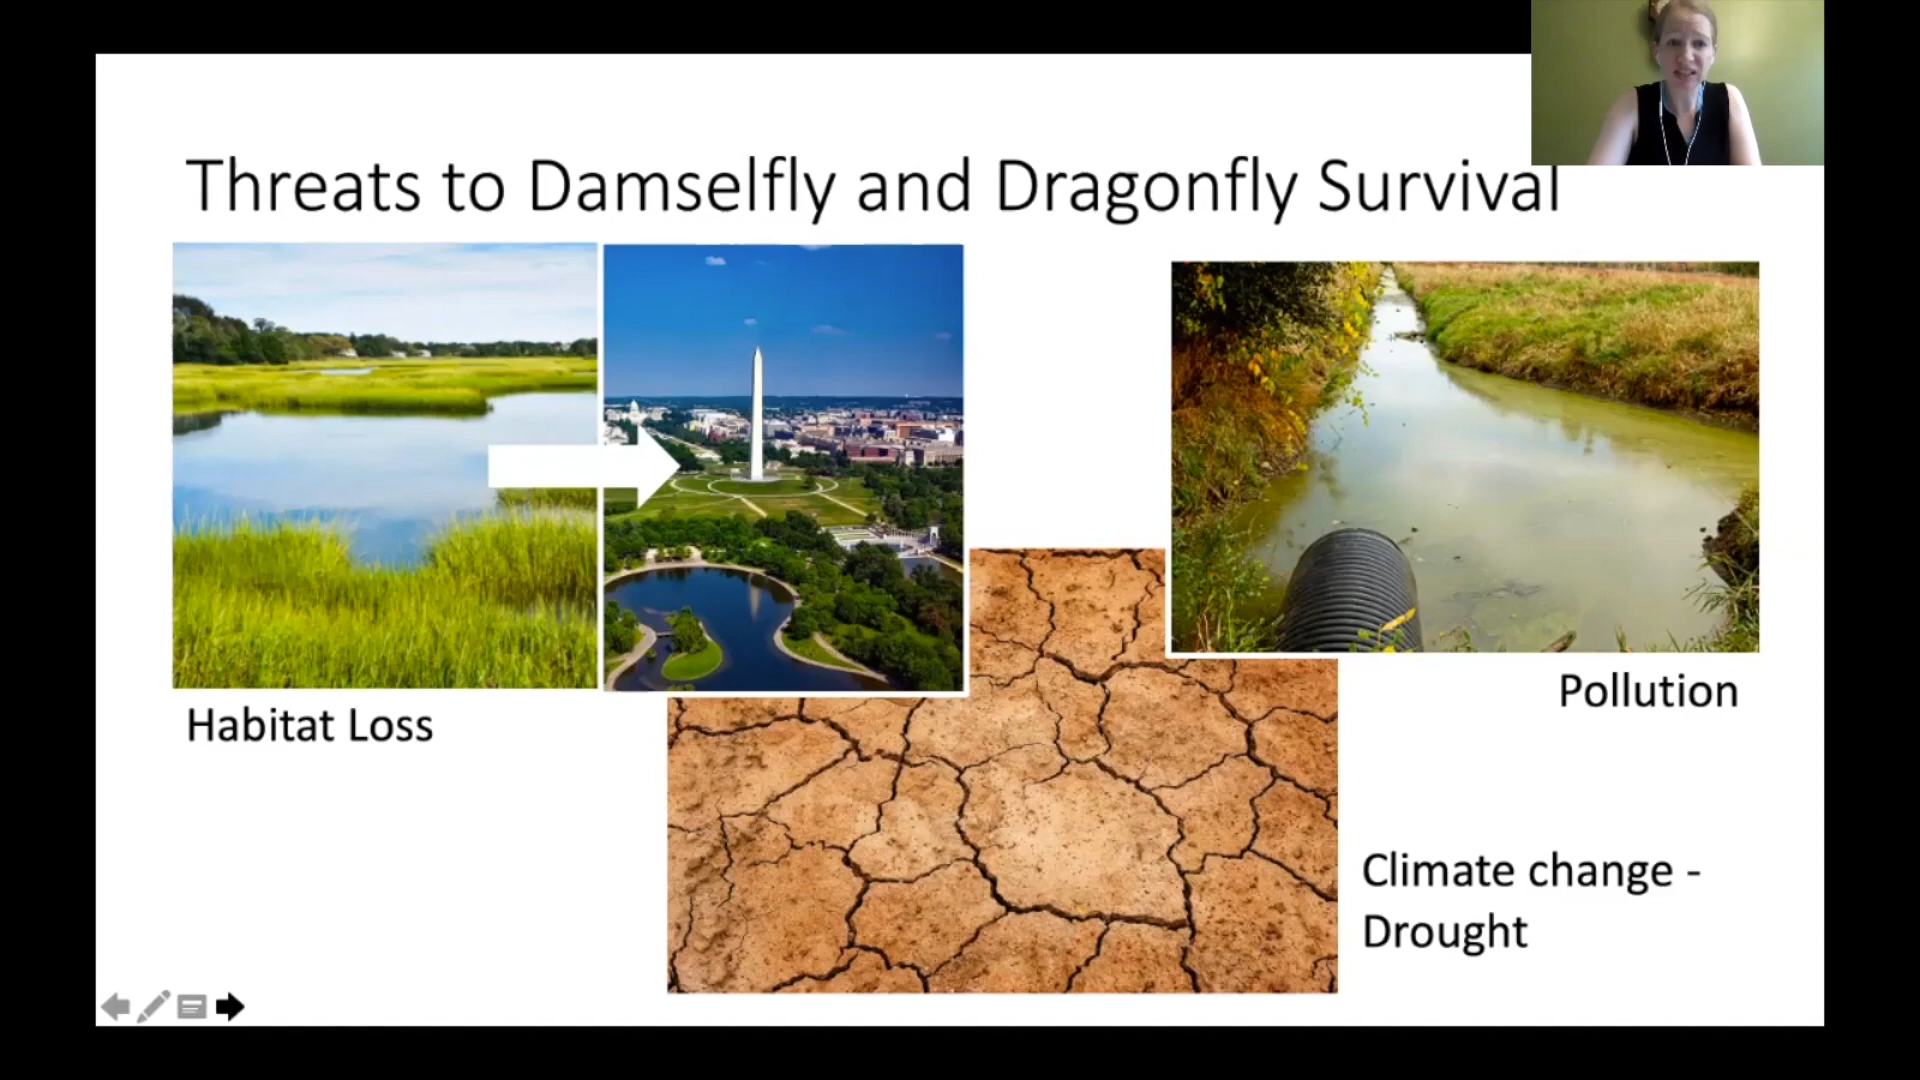 Threats to Damselfly and Dragonfly Survival
Habitat Loss
Pollution
Climate change -
Drought